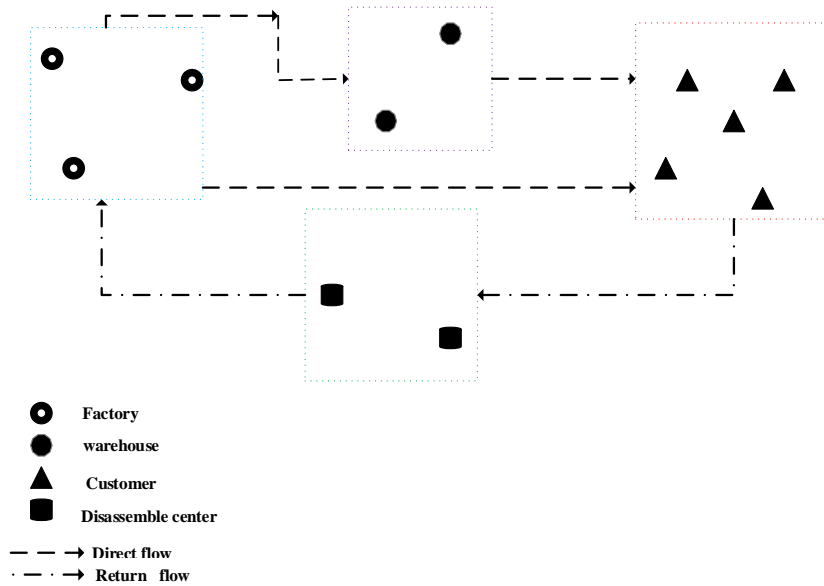 Factory
warehouse
Customer
Disassemble center
Direct flow
Return flow